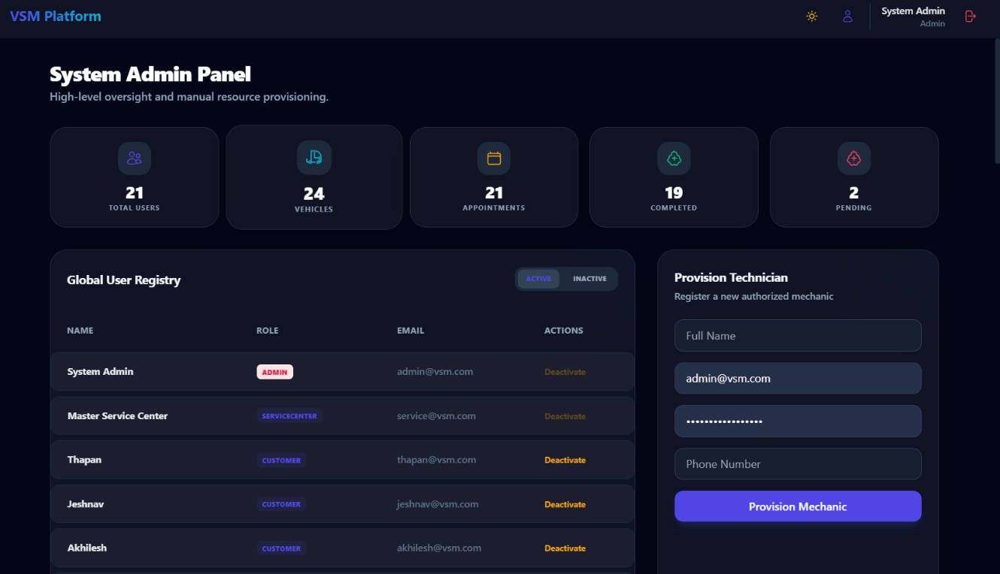 VSM Platform
System Admin
Admin
System Admin Panel
High-level oversight and manual resource provisioning.
21
TOTAL USERS
24
VEHICLES
21
APPOINTMENTS
19
COMPLETED
2
PENDING
Global User Registry
ACTIVE INACTIVE
NAME ROLE EMAIL ACTIONS
System Admin ADMIN admin@vsm.com Deactivate
Master Service Center SERVICECENTER service@vsm.com Deactivate
Thapan CUSTOMER thapan@vsm.com Deactivate
Jeshnav CUSTOMER jeshnav@vsm.com Deactivate
Akhilesh CUSTOMER akhilesh@vsm.com Deactivate
Provision Technician
Register a new authorized mechanic
Full Name
admin@vsm.com
•••••••••••••••••
Phone Number
Provision Mechanic